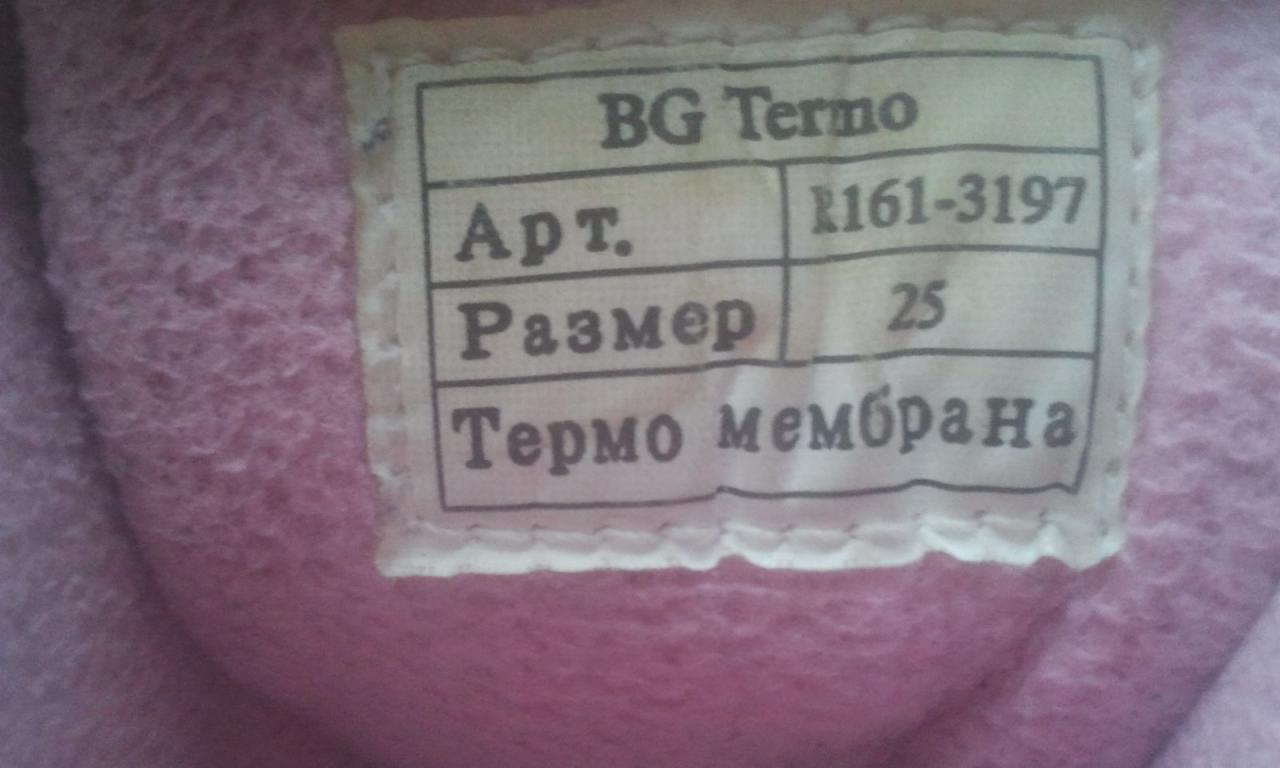 BG Termo
Арт. R161-3197
Размер 25
Термо мембрана